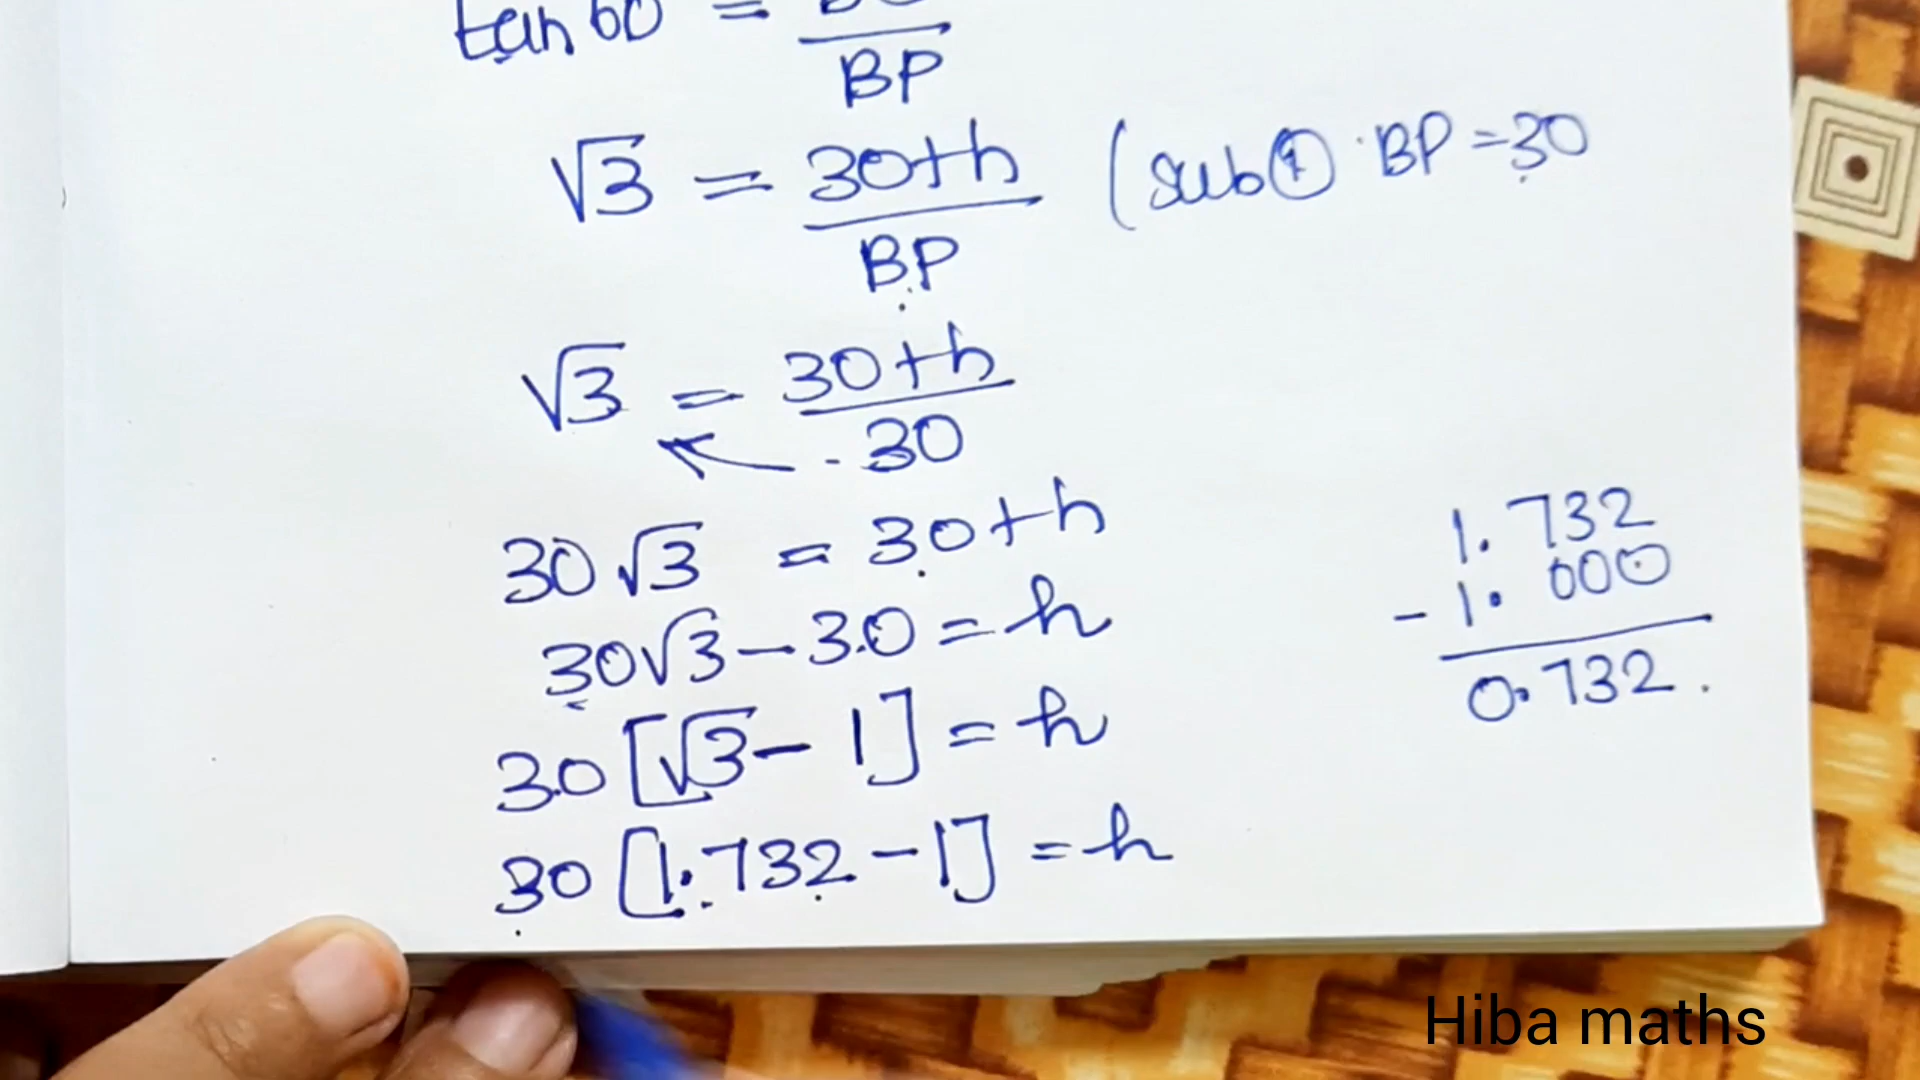 tan 60 =
BP
√3 = 30+h (sub ① BP = 30
BP
√3 = 30+h
30
30√3 = 30+h
30√3 - 30 = h
30[√3 - 1] = h
30[1.732 - 1] = h
1.732
- 1.000
0.732
Hiba maths